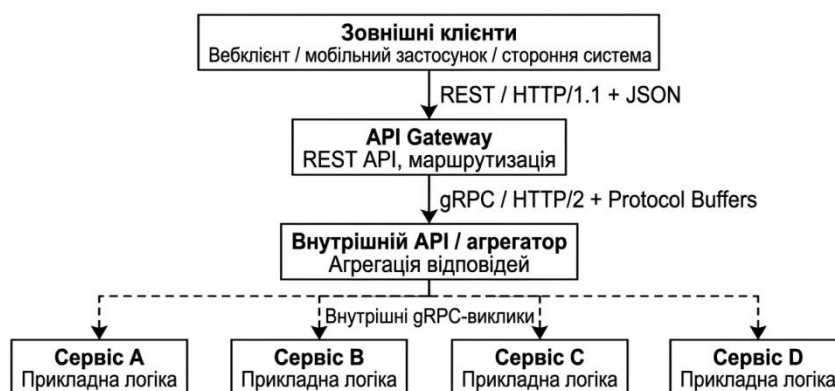 Зовнішні клієнти
Вебклієнт / мобільний застосунок / стороння система
REST / HTTP/1.1 + JSON
API Gateway
REST API, маршрутизація
gRPC / HTTP/2 + Protocol Buffers
Внутрішній API / агрегатор
Агрегація відповідей
Внутрішні gRPC-виклики
Сервіс A
Прикладна логіка
Сервіс B
Прикладна логіка
Сервіс C
Прикладна логіка
Сервіс D
Прикладна логіка